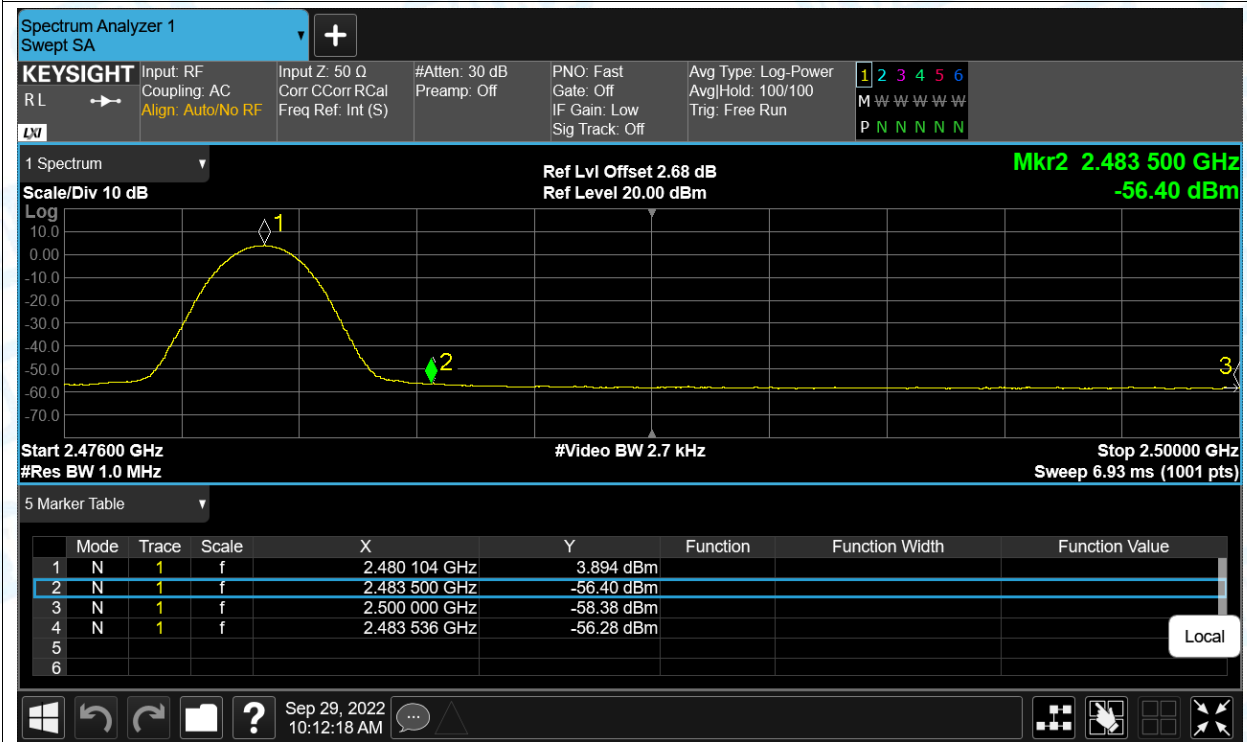 Spectrum Analyzer 1
Swept SA
+
KEYSIGHT Input: RF Input Z: 50 Ω #Atten: 30 dB PNO: Fast Avg Type: Log-Power 1 2 3 4 5 6
R L Coupling: AC Corr CCorr RCal Preamp: Off Gate: Off Avg|Hold: 100/100 M W W W W W
Align: Auto/No RF Freq Ref: Int (S) IF Gain: Low Trig: Free Run
LXI Sig Track: Off P N N N N N
1 Spectrum Ref Lvl Offset 2.68 dB Mkr2 2.483 500 GHz
Scale/Div 10 dB Ref Level 20.00 dBm -56.40 dBm
Log
10.0 1
0.00
-10.0
-20.0
-30.0
-40.0
-50.0 2 3
-60.0
-70.0
Start 2.47600 GHz #Video BW 2.7 kHz Stop 2.50000 GHz
#Res BW 1.0 MHz Sweep 6.93 ms (1001 pts)
5 Marker Table
Mode Trace Scale X Y Function Function Width Function Value
1 N 1 f 2.480 104 GHz 3.894 dBm
2 N 1 f 2.483 500 GHz -56.40 dBm
3 N 1 f 2.500 000 GHz -58.38 dBm
4 N 1 f 2.483 536 GHz -56.28 dBm
5
6
Local
? Sep 29, 2022
10:12:18 AM